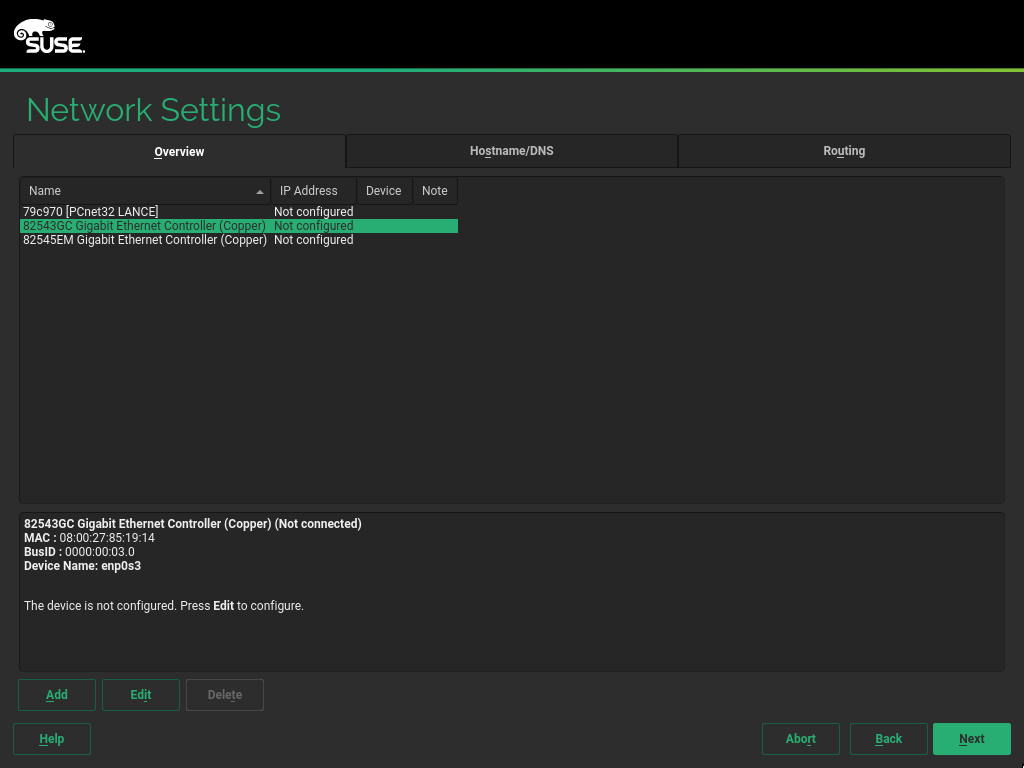 SUSE
Network Settings
Overview Hostname/DNS Routing
Name IP Address Device Note
79c970 [PCnet32 LANCE] Not configured
82543GC Gigabit Ethernet Controller (Copper) Not configured
82545EM Gigabit Ethernet Controller (Copper) Not configured
82543GC Gigabit Ethernet Controller (Copper) (Not connected)
MAC : 08:00:27:85:19:14
BusID : 0000:00:03.0
Device Name: enp0s3
The device is not configured. Press Edit to configure.
Add Edit Delete
Help Abort Back Next